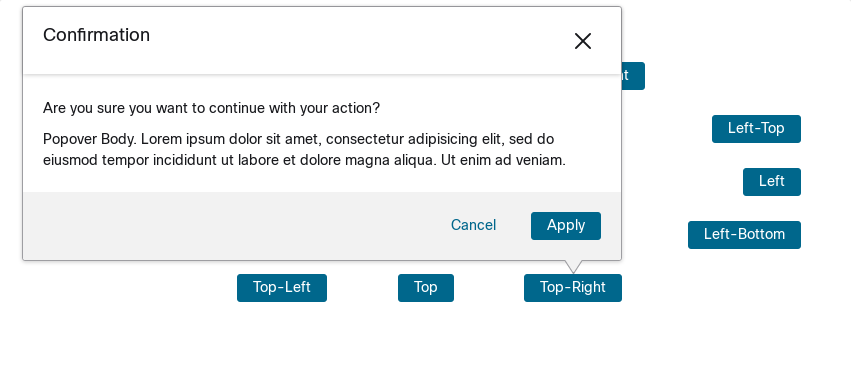 Confirmation
Are you sure you want to continue with your action?
Popover Body. Lorem ipsum dolor sit amet, consectetur adipisicing elit, sed do
eiusmod tempor incididunt ut labore et dolore magna aliqua. Ut enim ad veniam.
Cancel
Apply
Left-Top
Left
Left-Bottom
Top-Left
Top
Top-Right